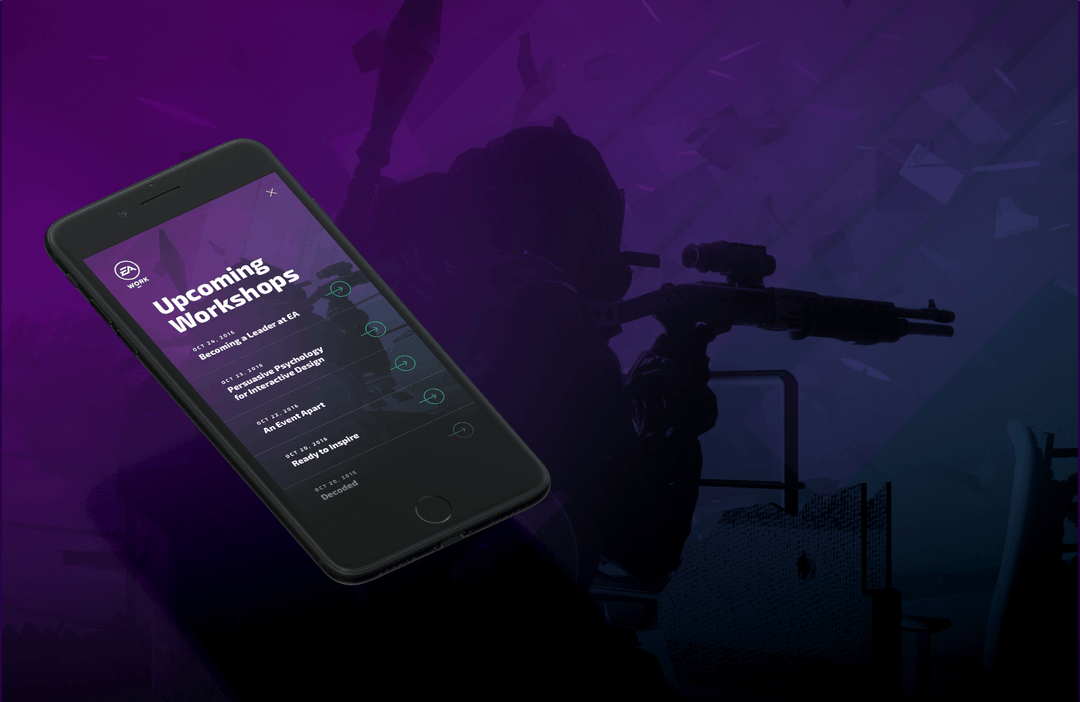 EA
WORK
Upcoming
Workshops
OCT 24, 2016
Becoming a Leader at EA
OCT 23, 2016
Persuasive Psychology
for Interactive Design
OCT 22, 2016
An Event Apart
OCT 20, 2016
Ready to Inspire
OCT 20, 2016
Decoded